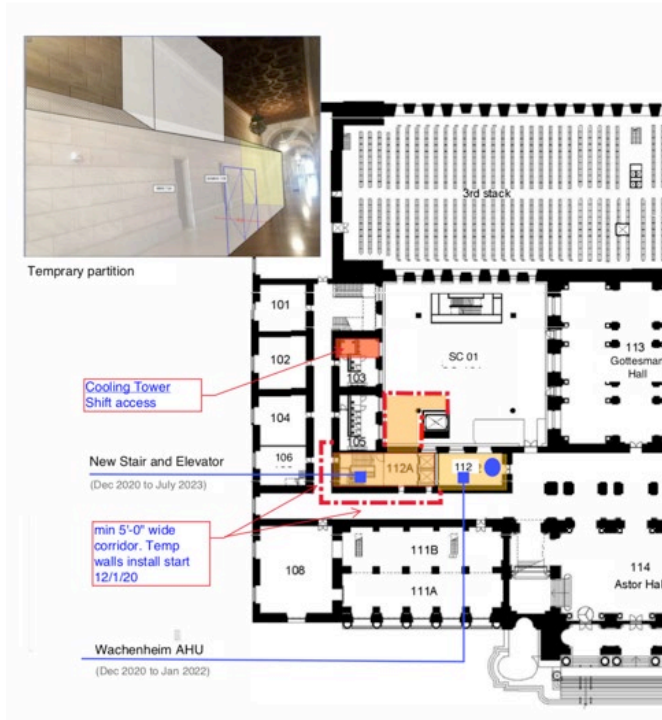 Temprary partition
3rd stack
101
102
103
104
105
106
SC 01
113
Gottesman
Hall
Cooling Tower
Shift access
New Stair and Elevator
(Dec 2020 to July 2023)
112A
112
min 5'-0" wide
corridor. Temp
walls install start
12/1/20
108
111B
111A
114
Astor Hal
Wachenheim AHU
(Dec 2020 to Jan 2022)